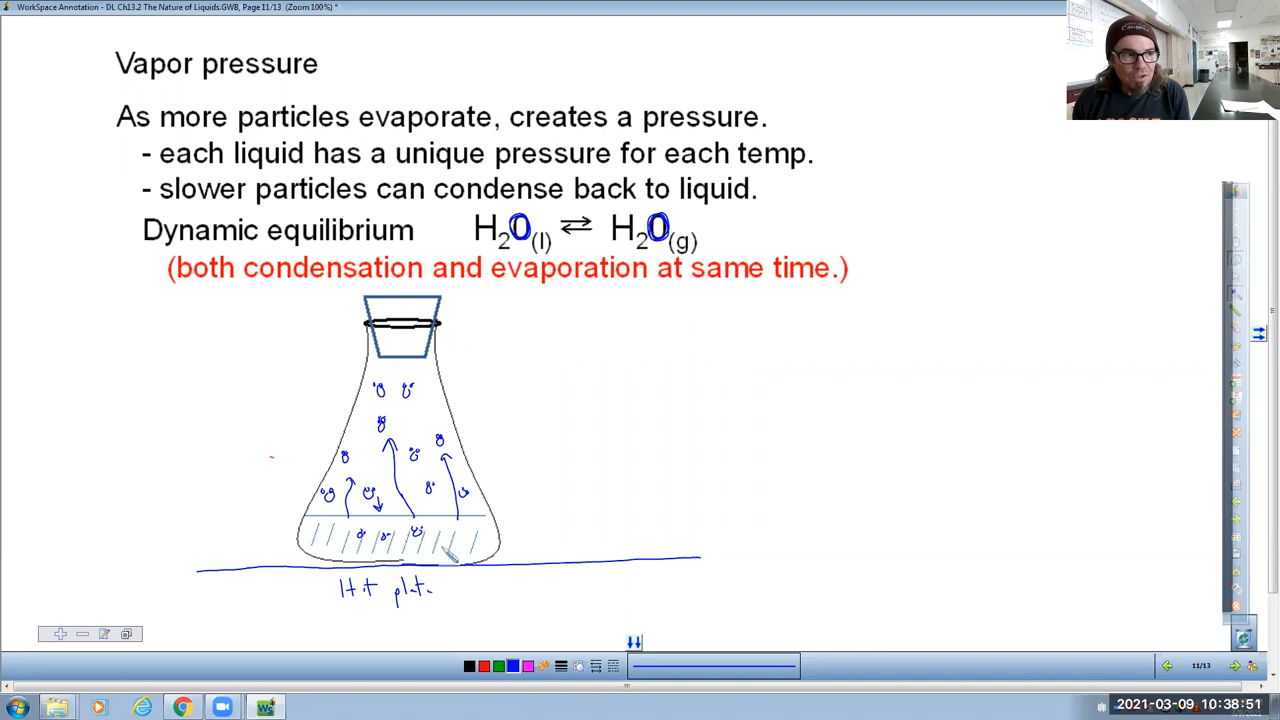 WorkSpace Annotation - DL Ch13.2 The Nature of Liquids.GWB, Page 11/13 (Zoom 100%) *
Vapor pressure
As more particles evaporate, creates a pressure.
- each liquid has a unique pressure for each temp.
- slower particles can condense back to liquid.
Dynamic equilibrium H₂O(l) ⇄ H₂O(g)
(both condensation and evaporation at same time.)
Hot plate
11/13
2021-03-09, 10:38:51